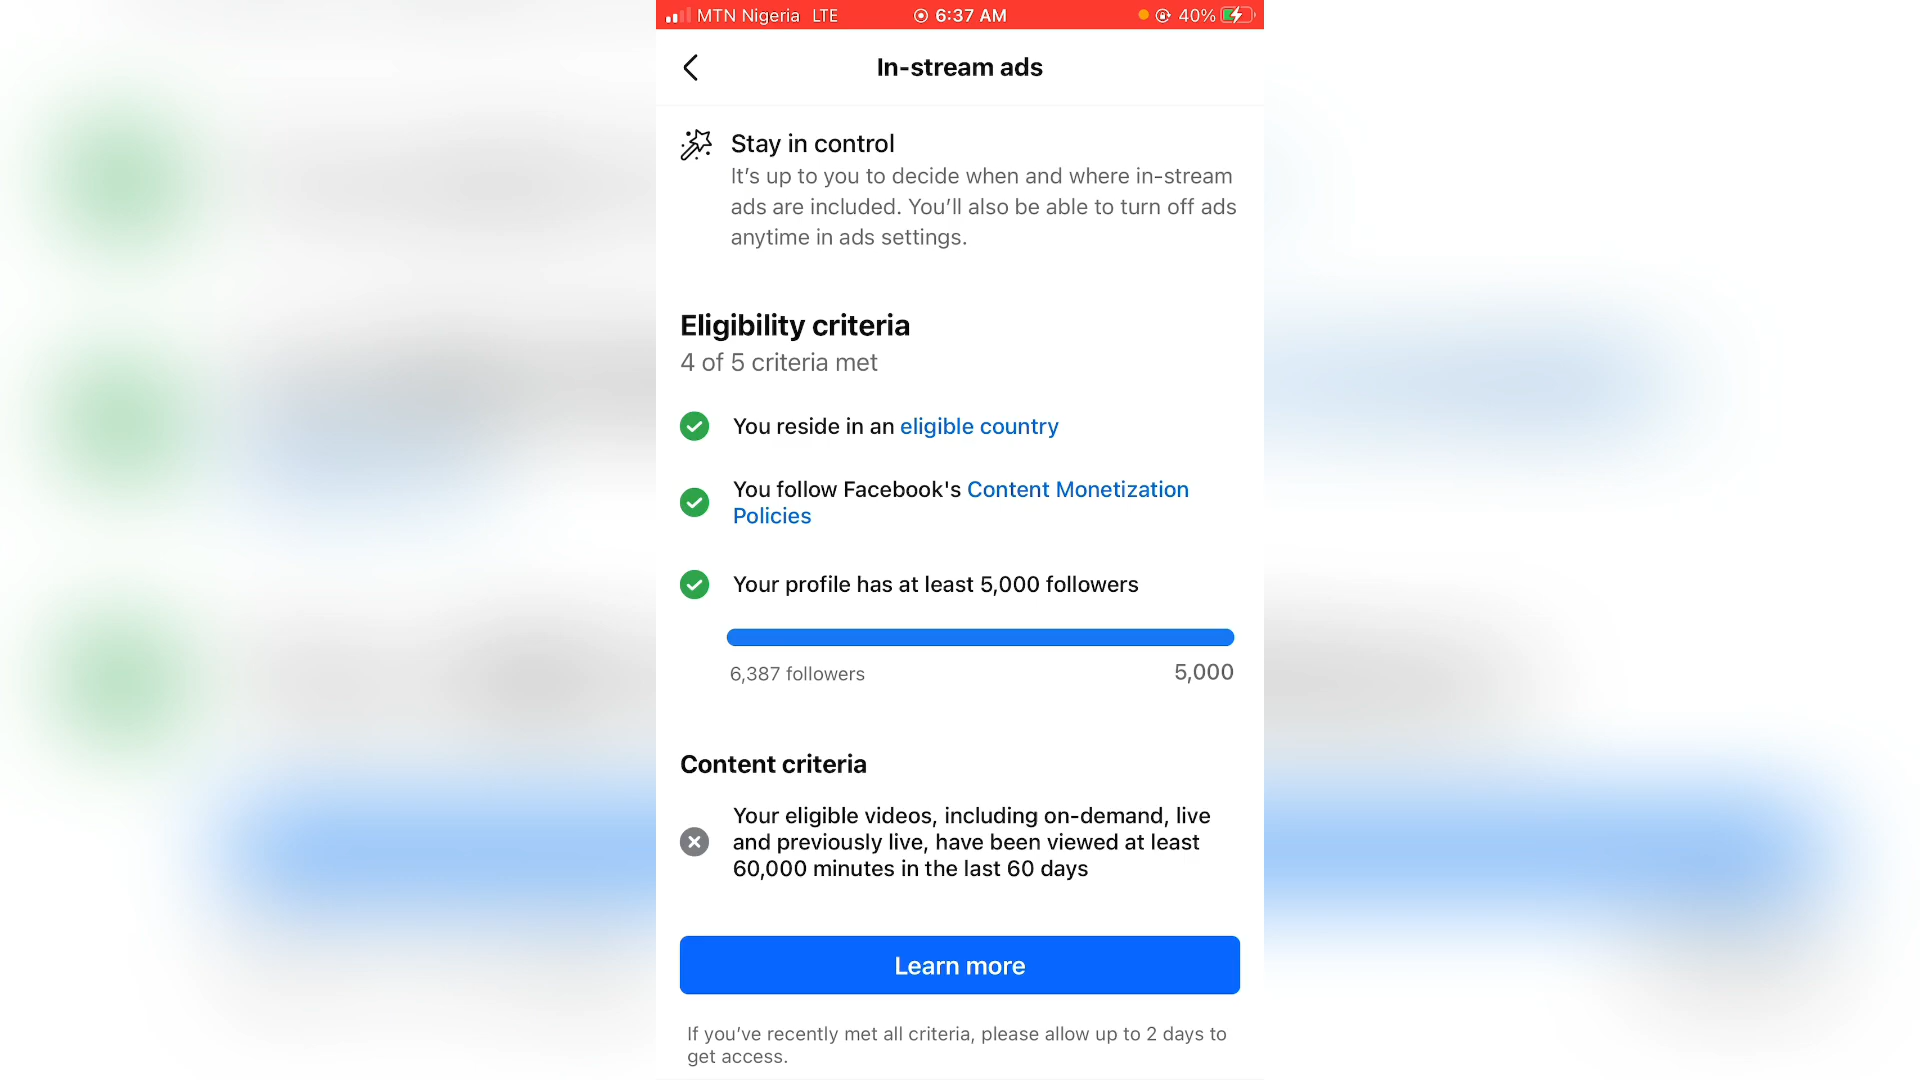 MTN Nigeria LTE 6:37 AM 40%
In-stream ads
Stay in control
It's up to you to decide when and where in-stream
ads are included. You'll also be able to turn off ads
anytime in ads settings.
Eligibility criteria
4 of 5 criteria met
You reside in an eligible country
You follow Facebook's Content Monetization
Policies
Your profile has at least 5,000 followers
6,387 followers 5,000
Content criteria
Your eligible videos, including on-demand, live
and previously live, have been viewed at least
60,000 minutes in the last 60 days
Learn more
If you've recently met all criteria, please allow up to 2 days to
get access.